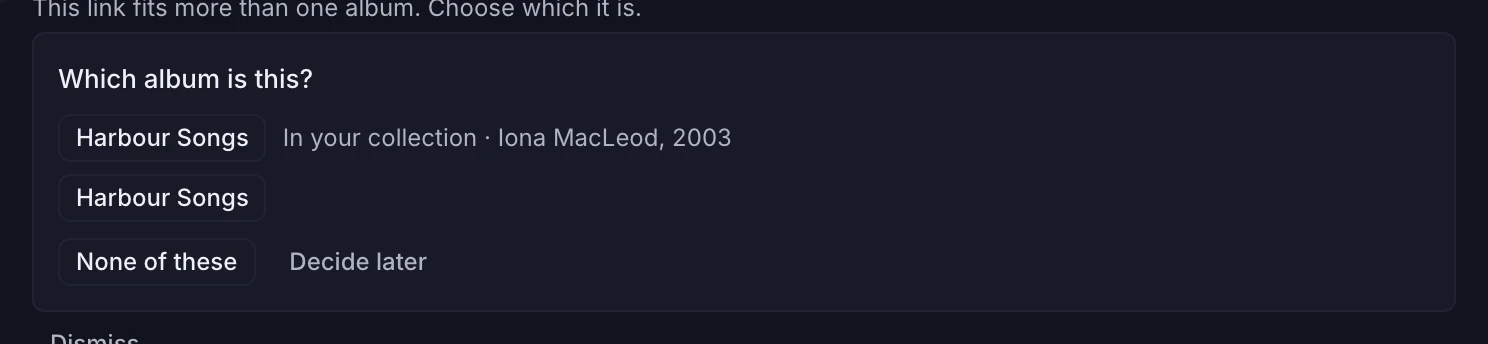 This link fits more than one album. Choose which it is.
Which album is this?
Harbour Songs In your collection · Iona MacLeod, 2003
Harbour Songs
None of these Decide later
Dismiss